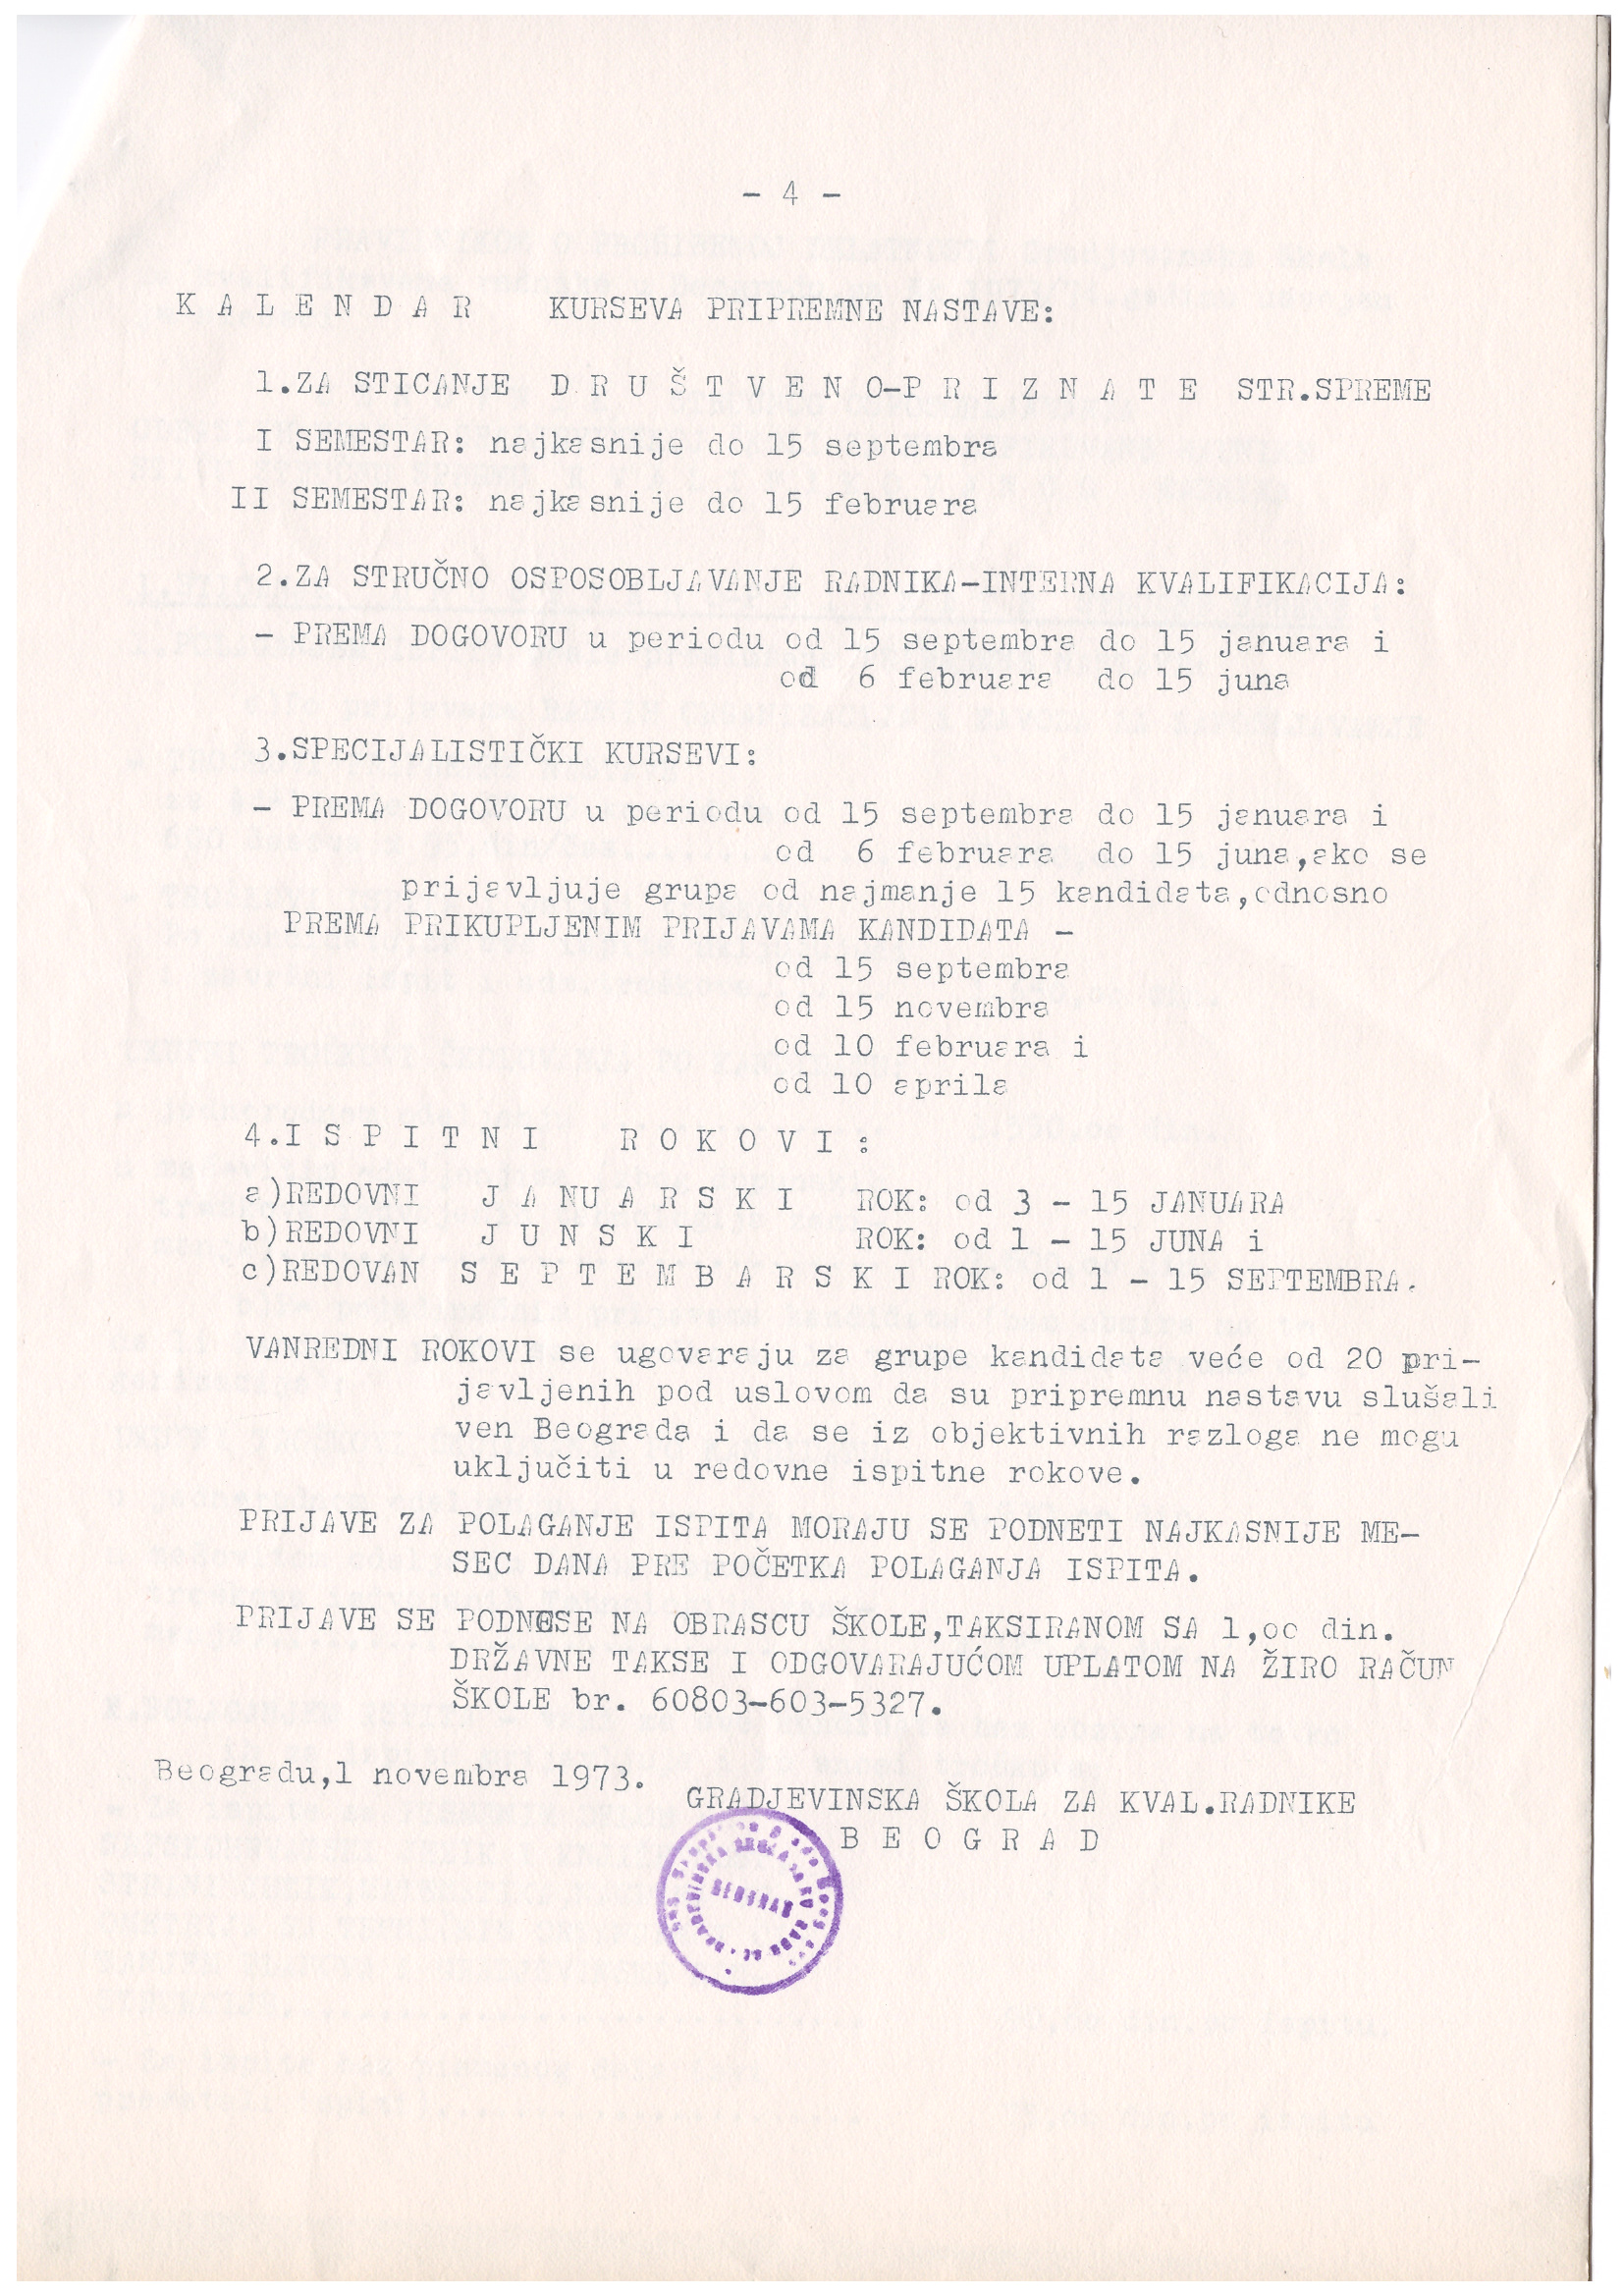 - 4 -
K A L E N D A R KURSEVA PRIPREMNE NASTAVE:
1.ZA STICANJE D R U Š T V E N O-P R I Z N A T E STR.SPREME
I SEMESTAR: najkasnije do 15 septembra
II SEMESTAR: najkasnije do 15 februara
2.ZA STRUČNO OSPOSOBLJAVANJE RADNIKA-INTERNA KVALIFIKACIJA:
- PREMA DOGOVORU u periodu od 15 septembra do 15 januara i
od 6 februara do 15 juna
3.SPECIJALISTIČKI KURSEVI:
- PREMA DOGOVORU u periodu od 15 septembra do 15 januara i
od 6 februara do 15 juna,ako se
prijavljuje grupa od najmanje 15 kandidata,odnosno
PREMA PRIKUPLJENIM PRIJAVAMA KANDIDATA -
od 15 septembra
od 15 novembra
od 10 februara i
od 10 aprila
4.I S P I T N I R O K O V I :
a)REDOVNI J A NU A R S K I ROK: od 3 - 15 JANUARA
b)REDOVNI J U N S K I ROK: od 1 - 15 JUNA i
c)REDOVAN S E P T E M B A R S K I ROK: od 1 - 15 SEPTEMBRA.
VANREDNI ROKOVI se ugovaraju za grupe kandidata veće od 20 pri-
javljenih pod uslovom da su pripremnu nastavu slušali
van Beograda i da se iz objektivnih razloga ne mogu
uključiti u redovne ispitne rokove.
PRIJAVE ZA POLAGANJE ISPITA MORAJU SE PODNETI NAJKASNIJE ME-
SEC DANA PRE POČETKA POLAGANJA ISPITA.
PRIJAVE SE PODNOSE NA OBRASCU ŠKOLE,TAKSIRANOM SA 1,oo din.
DRŽAVNE TAKSE I ODGOVARAJUĆOM UPLATOM NA ŽIRO RAČUN
ŠKOLE br. 60803-603-5327.
Beogradu,1 novembra 1973.
GRADJEVINSKA ŠKOLA ZA KVAL.RADNIKE
B E O G R A D